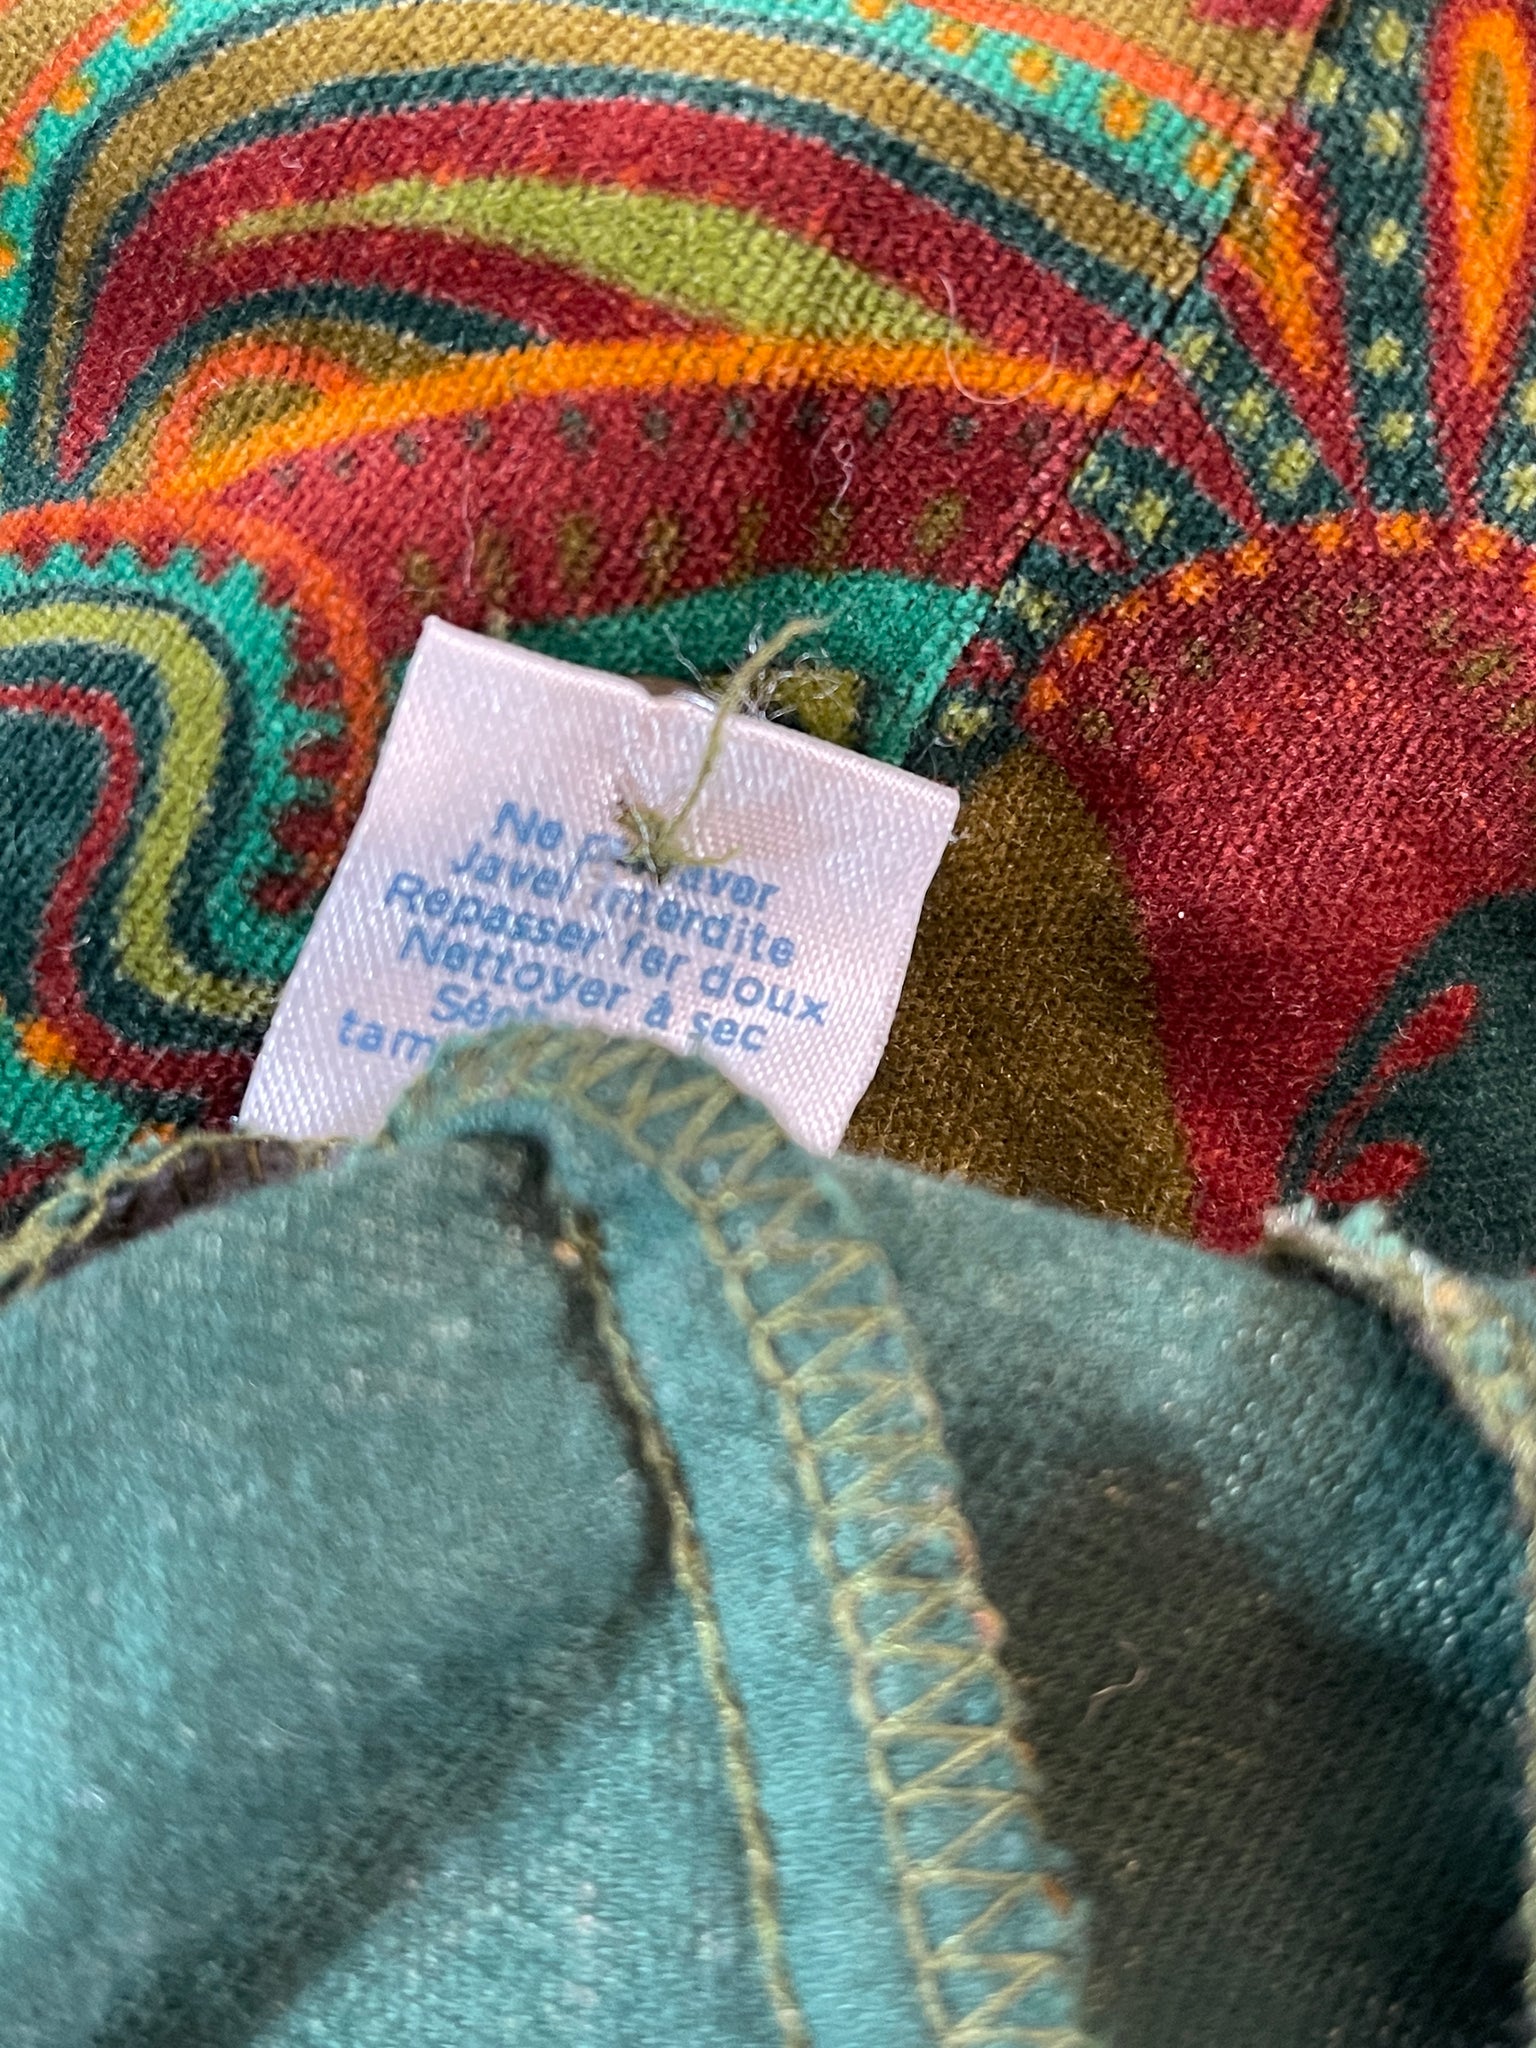 Ne
Javel interdite
Repasser fer doux
Nettoyer à sec